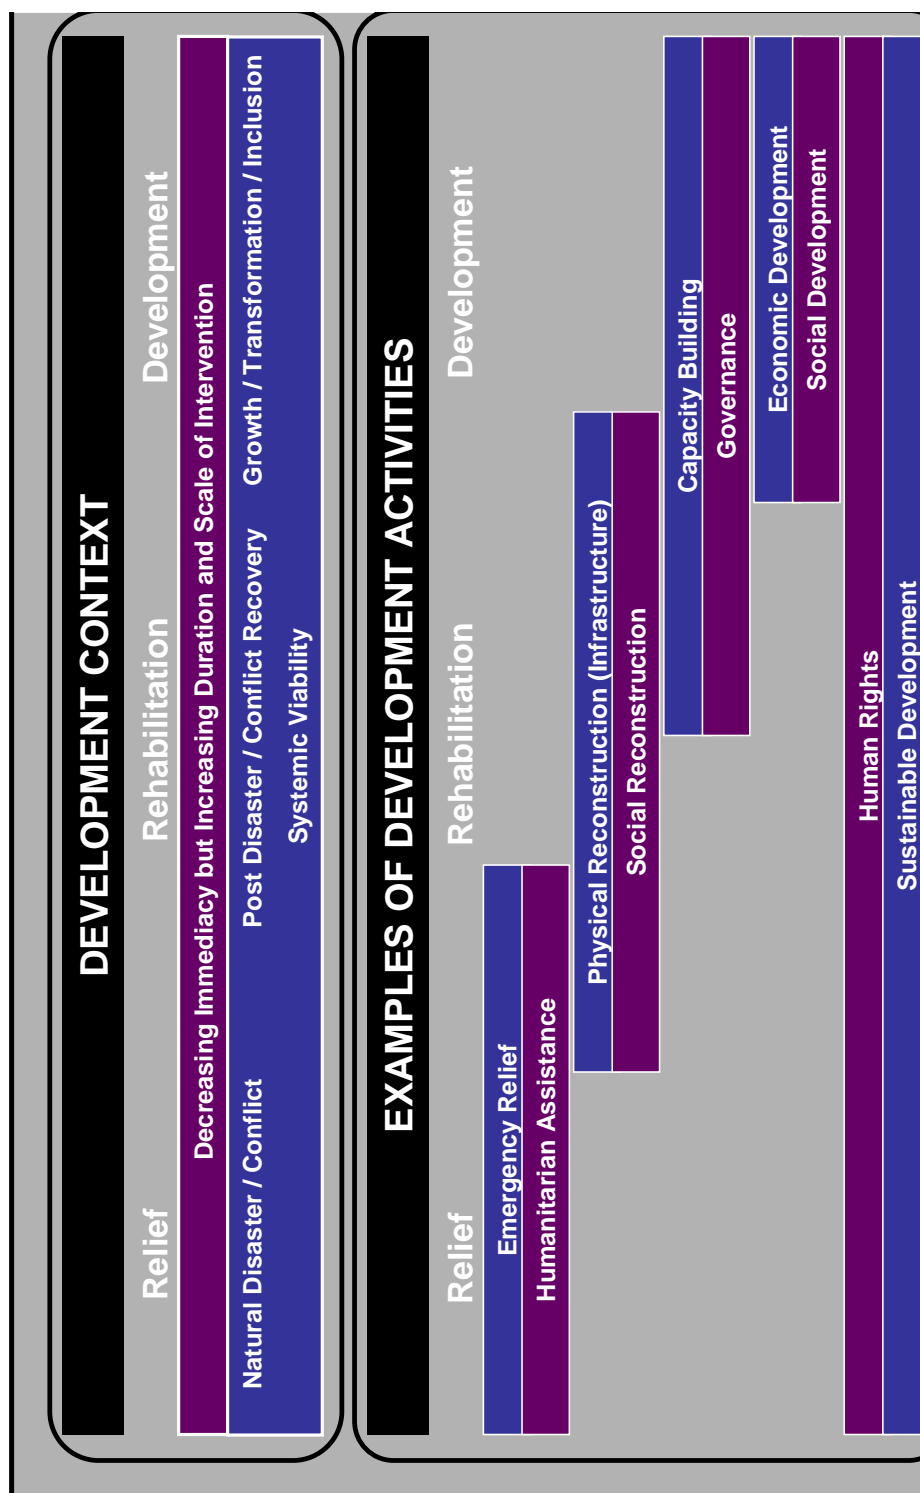 DEVELOPMENT CONTEXT
Relief Rehabilitation Development
Decreasing Immediacy but Increasing Duration and Scale of Intervention
Natural Disaster / Conflict Post Disaster / Conflict Recovery Growth / Transformation / Inclusion
Systemic Viability
EXAMPLES OF DEVELOPMENT ACTIVITIES
Relief Rehabilitation Development
Emergency Relief
Humanitarian Assistance
Physical Reconstruction (Infrastructure)
Social Reconstruction
Capacity Building
Governance
Economic Development
Social Development
Human Rights
Sustainable Development